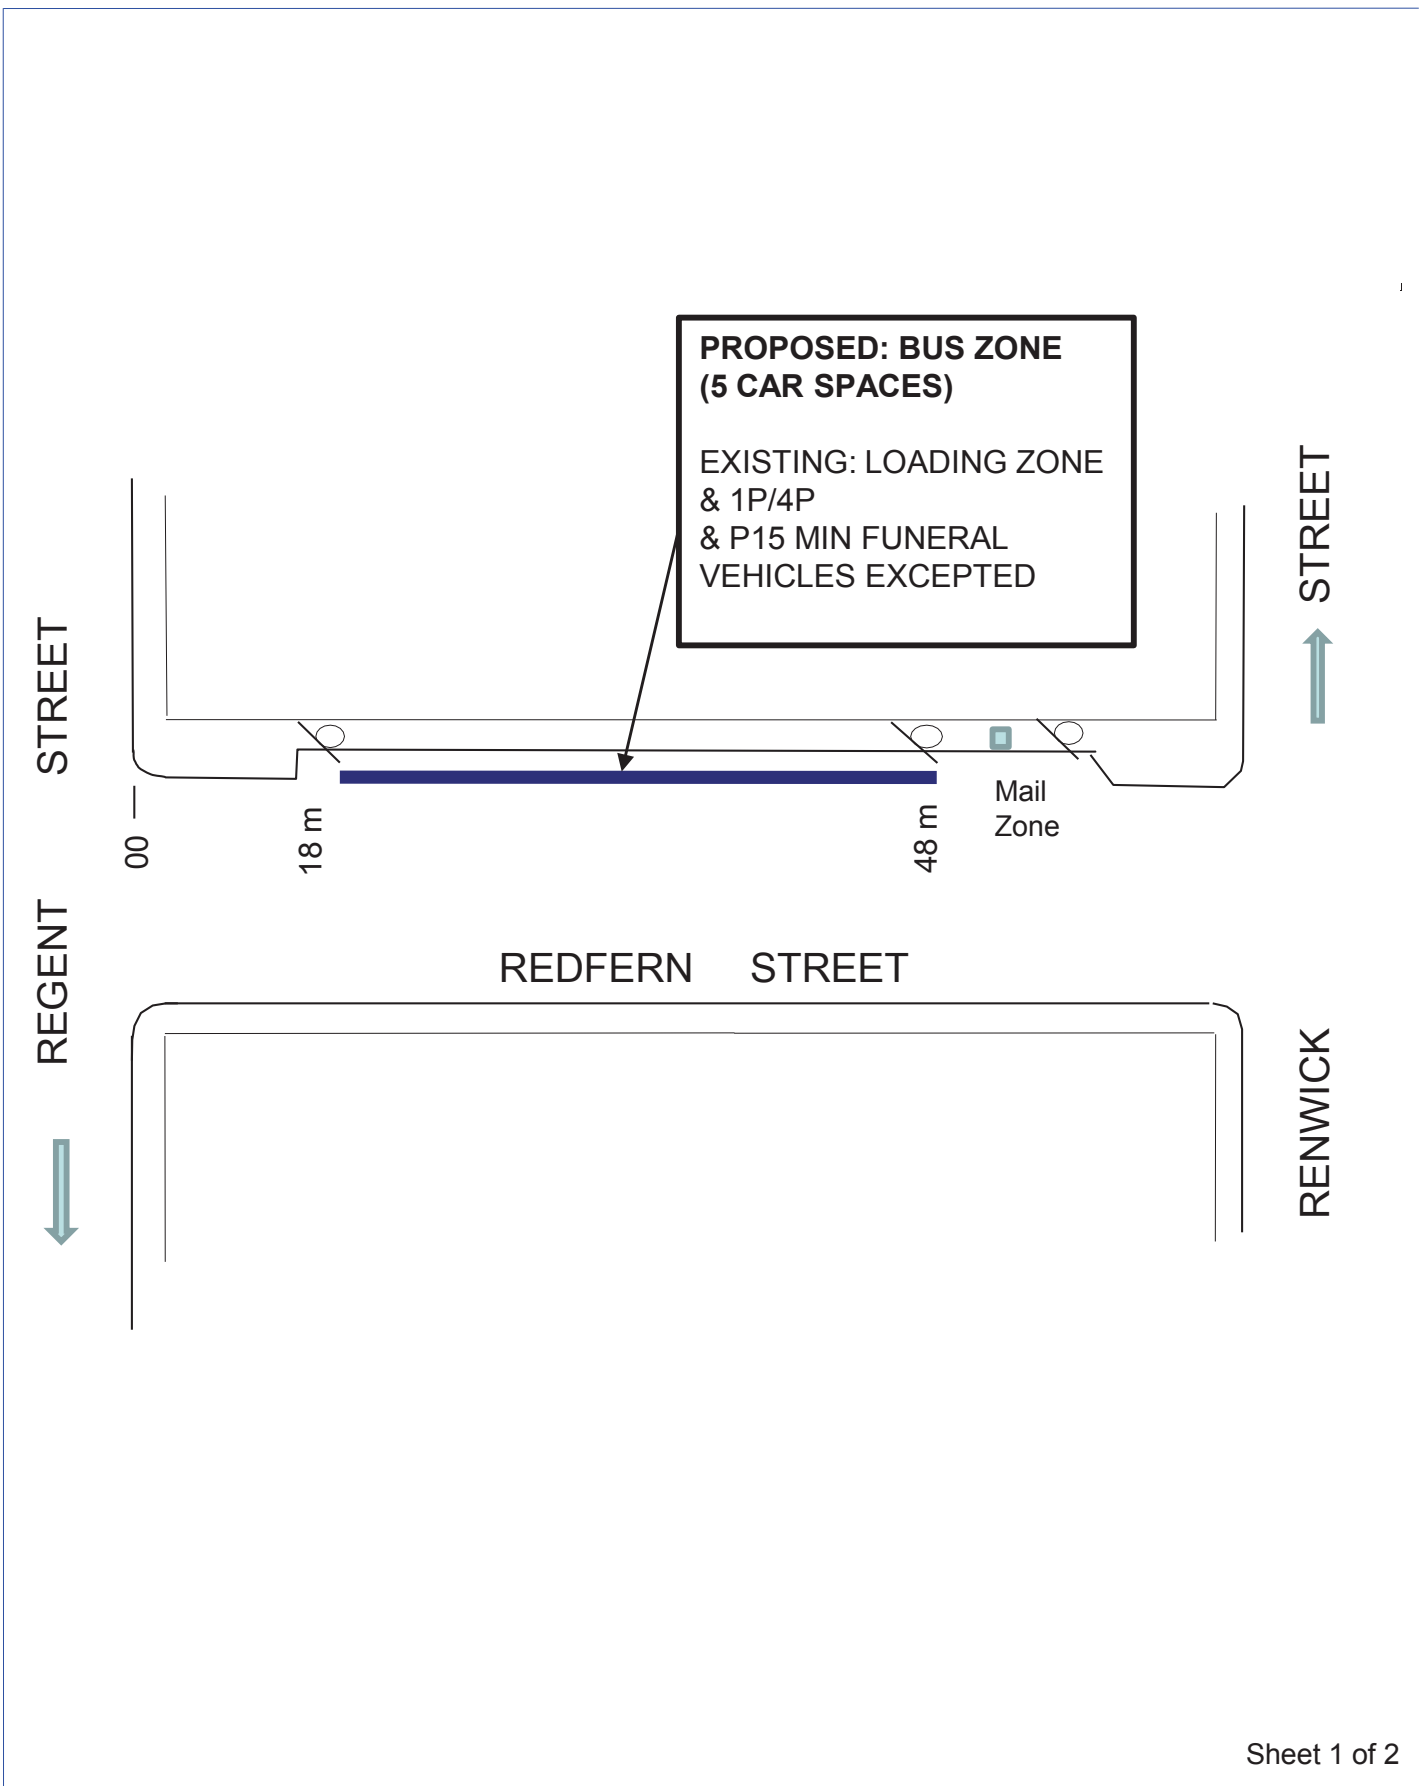 PROPOSED: BUS ZONE
(5 CAR SPACES)
EXISTING: LOADING ZONE
& 1P/4P
& P15 MIN FUNERAL
VEHICLES EXCEPTED
REGENT STREET
RENWICK STREET
00
18 m
48 m
Mail
Zone
REDFERN STREET
Sheet 1 of 2